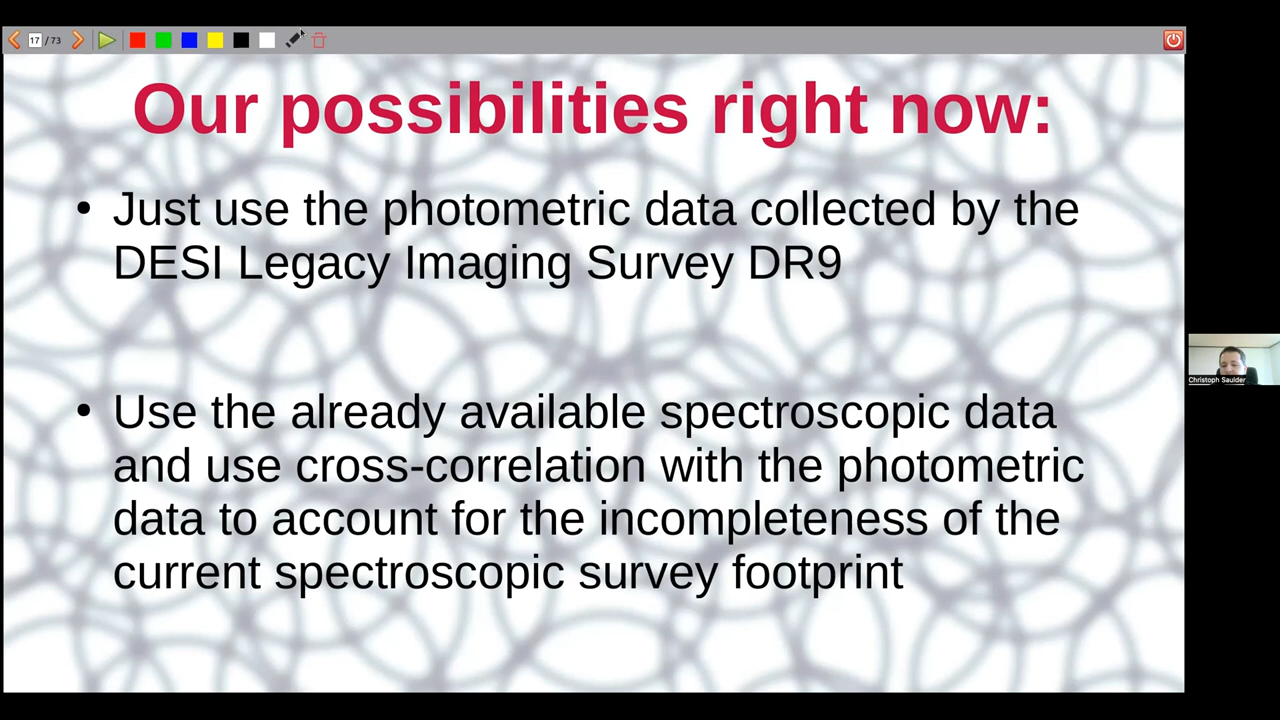 17 / 73
Our possibilities right now:
• Just use the photometric data collected by the
DESI Legacy Imaging Survey DR9
• Use the already available spectroscopic data
and use cross-correlation with the photometric
data to account for the incompleteness of the
current spectroscopic survey footprint
Christoph Saulder